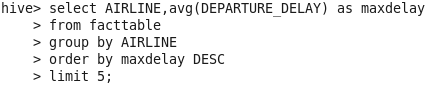 hive> select AIRLINE,avg(DEPARTURE_DELAY) as maxdelay
    > from facttable
    > group by AIRLINE
    > order by maxdelay DESC
    > limit 5;